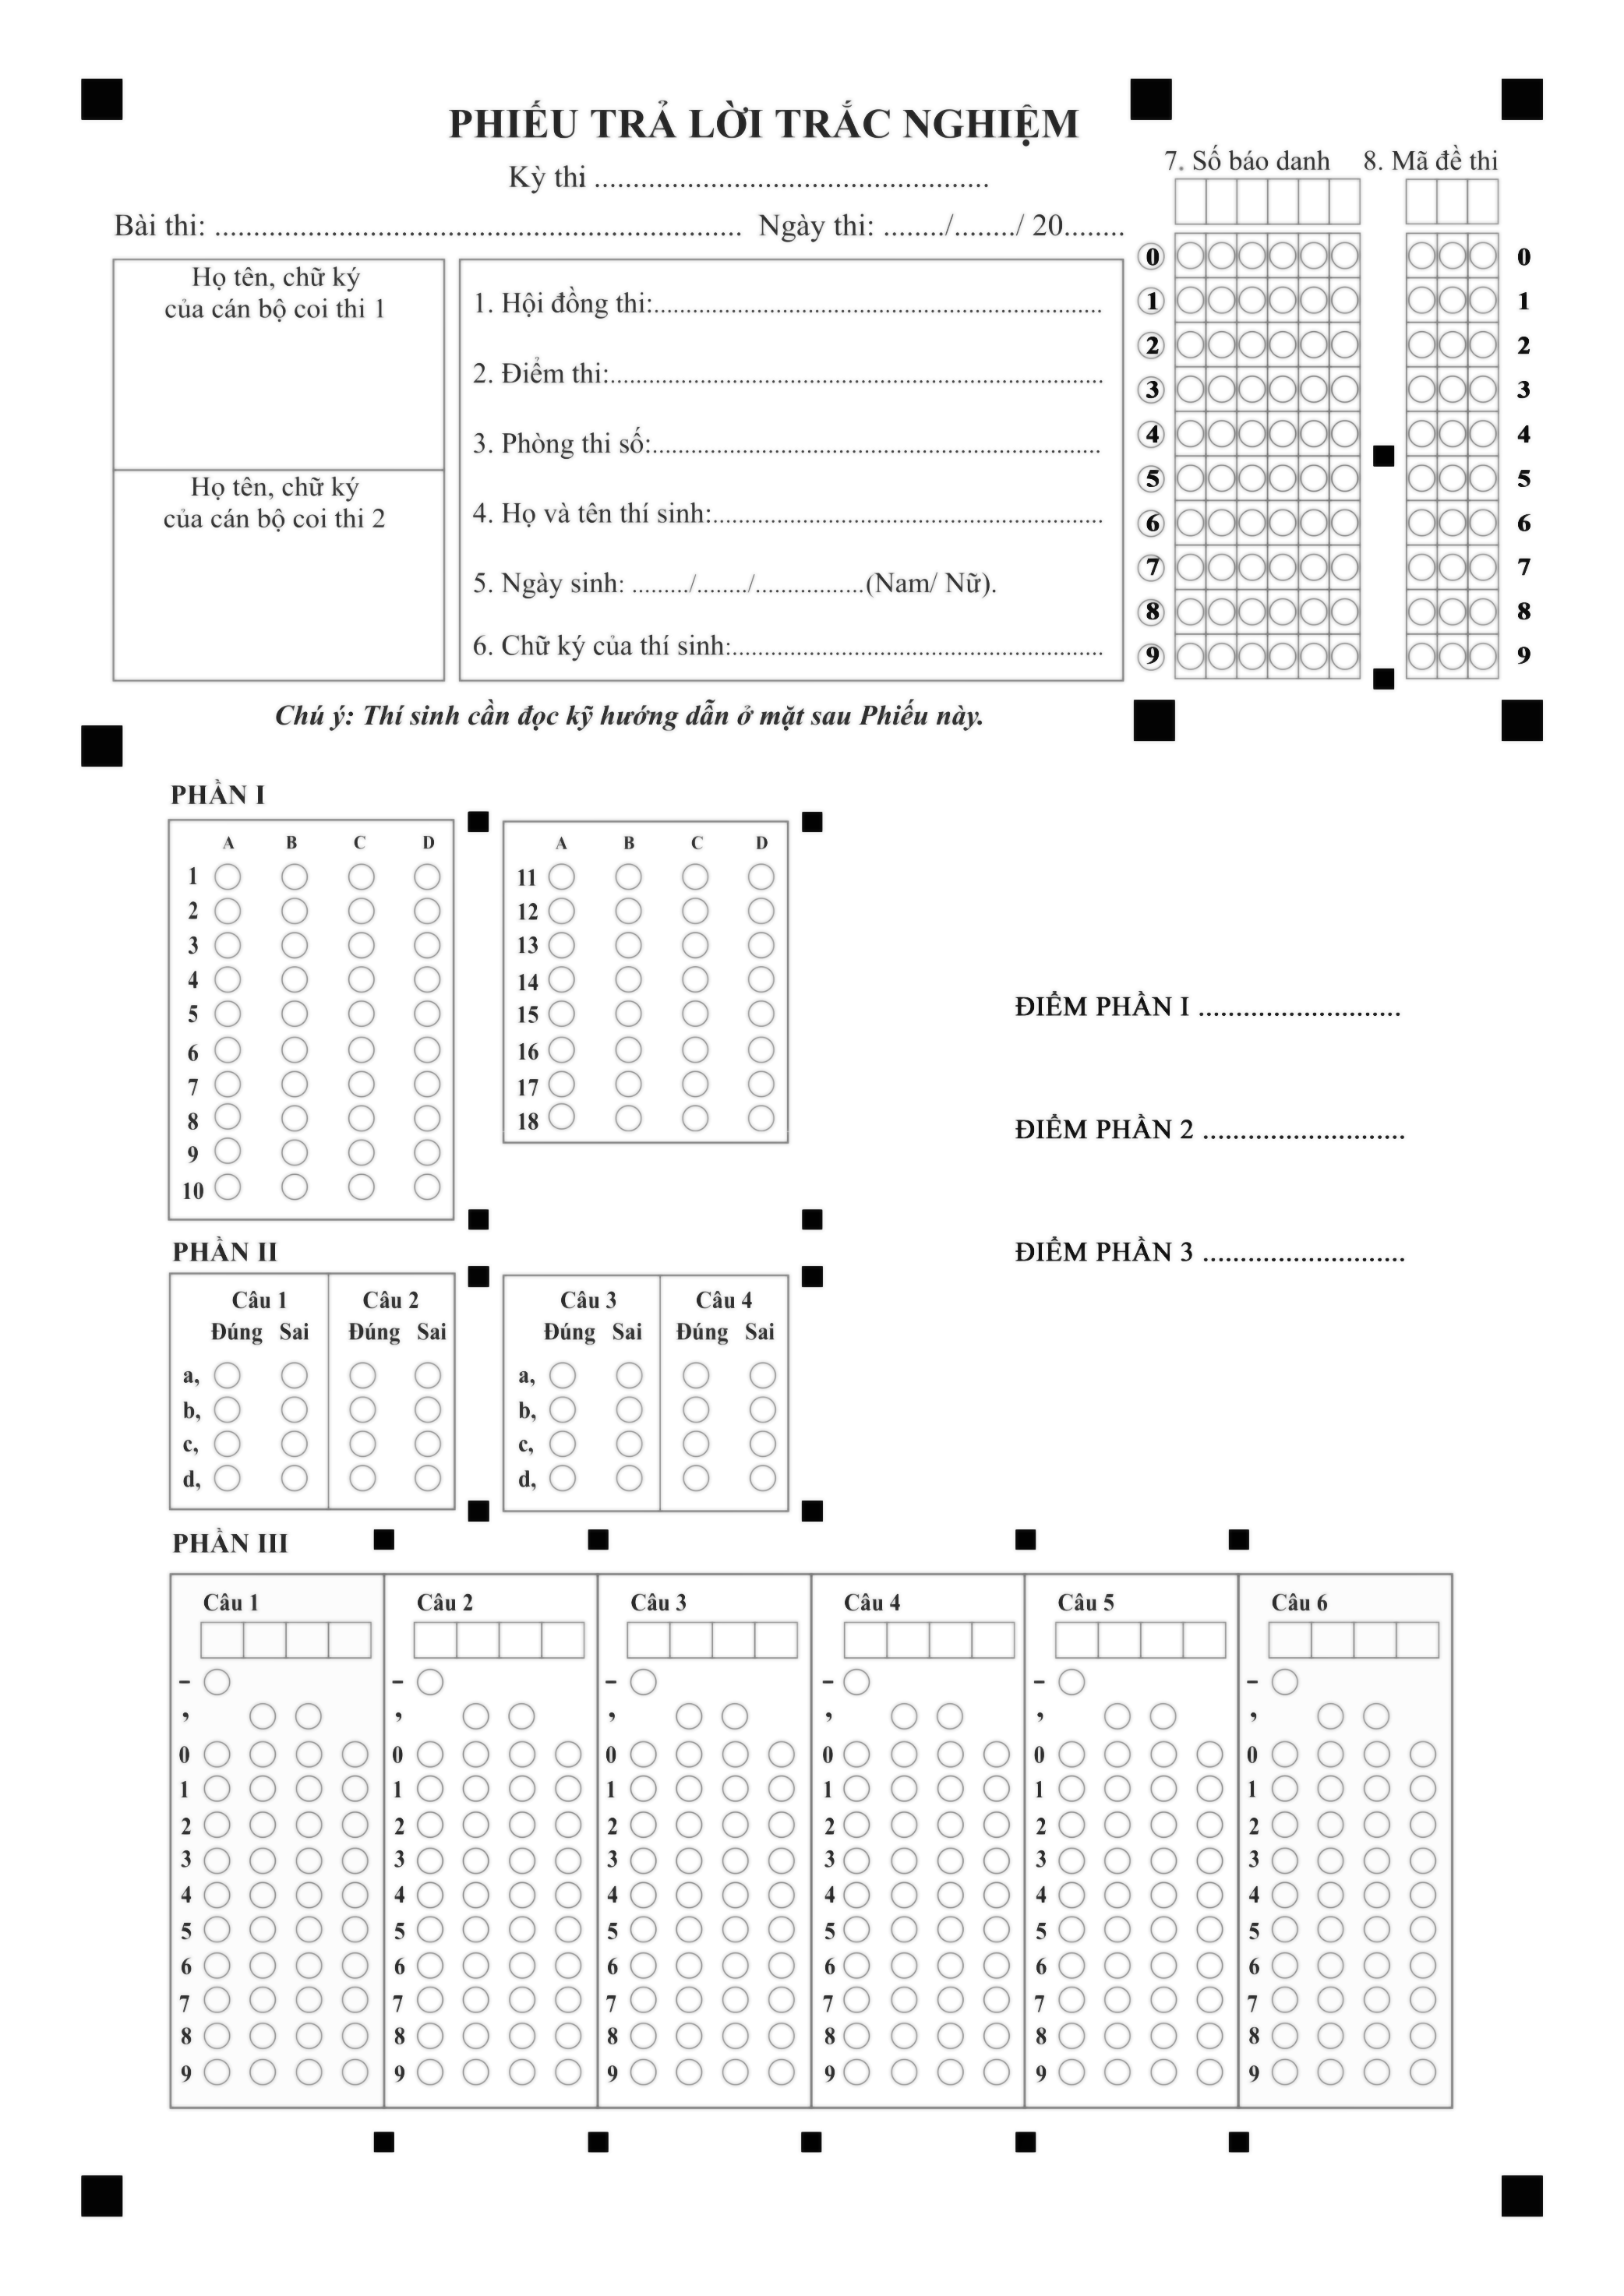 PHIẾU TRẢ LỜI TRẮC NGHIỆM
Kỳ thi ...................................................
Bài thi: .................................................................... Ngày thi: ......../......../ 20........
Họ tên, chữ ký
của cán bộ coi thi 1
Họ tên, chữ ký
của cán bộ coi thi 2
1. Hội đồng thi:...............................................................
2. Điểm thi:.....................................................................
3. Phòng thi số:...............................................................
4. Họ và tên thí sinh:......................................................
5. Ngày sinh: ........./......../.................(Nam/ Nữ).
6. Chữ ký của thí sinh:....................................................
7. Số báo danh 8. Mã đề thi
0 0
1 1
2 2
3 3
4 4
5 5
6 6
7 7
8 8
9 9
Chú ý: Thí sinh cần đọc kỹ hướng dẫn ở mặt sau Phiếu này.
PHẦN I
A B C D
1
2
3
4
5
6
7
8
9
10
A B C D
11
12
13
14
15
16
17
18
ĐIỂM PHẦN I ...........................
ĐIỂM PHẦN 2 ...........................
ĐIỂM PHẦN 3 ...........................
PHẦN II
Câu 1 Câu 2
Đúng Sai Đúng Sai
a,
b,
c,
d,
Câu 3 Câu 4
Đúng Sai Đúng Sai
a,
b,
c,
d,
PHẦN III
Câu 1 Câu 2 Câu 3 Câu 4 Câu 5 Câu 6
– – – – – –
, , , , , ,
0 0 0 0 0 0
1 1 1 1 1 1
2 2 2 2 2 2
3 3 3 3 3 3
4 4 4 4 4 4
5 5 5 5 5 5
6 6 6 6 6 6
7 7 7 7 7 7
8 8 8 8 8 8
9 9 9 9 9 9